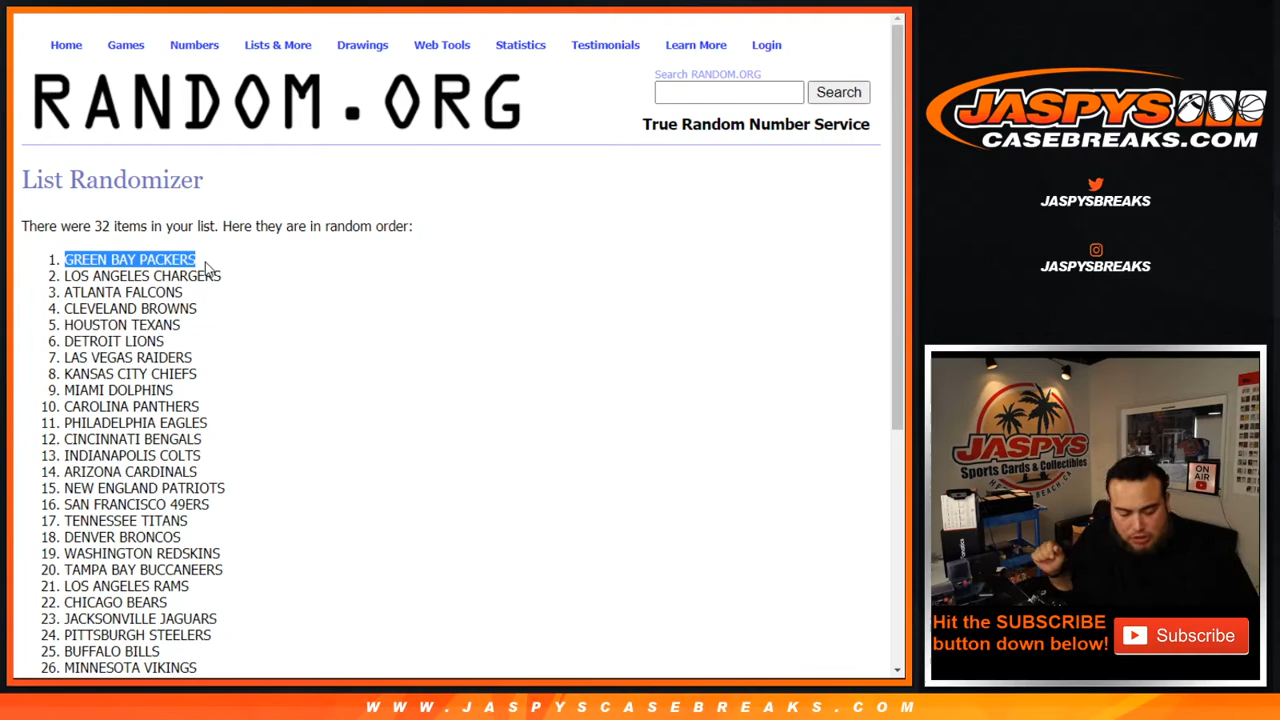 Home Games Numbers Lists & More Drawings Web Tools Statistics Testimonials Learn More Login
Search RANDOM.ORG
RANDOM.ORG
Search
True Random Number Service
List Randomizer
There were 32 items in your list. Here they are in random order:
1. GREEN BAY PACKERS
2. LOS ANGELES CHARGERS
3. ATLANTA FALCONS
4. CLEVELAND BROWNS
5. HOUSTON TEXANS
6. DETROIT LIONS
7. LAS VEGAS RAIDERS
8. KANSAS CITY CHIEFS
9. MIAMI DOLPHINS
10. CAROLINA PANTHERS
11. PHILADELPHIA EAGLES
12. CINCINNATI BENGALS
13. INDIANAPOLIS COLTS
14. ARIZONA CARDINALS
15. NEW ENGLAND PATRIOTS
16. SAN FRANCISCO 49ERS
17. TENNESSEE TITANS
18. DENVER BRONCOS
19. WASHINGTON REDSKINS
20. TAMPA BAY BUCCANEERS
21. LOS ANGELES RAMS
22. CHICAGO BEARS
23. JACKSONVILLE JAGUARS
24. PITTSBURGH STEELERS
25. BUFFALO BILLS
26. MINNESOTA VIKINGS
JASPYS
CASEBREAKS.COM
JASPYSBREAKS
JASPYSBREAKS
JASPYS
Sports Cards & Collectibles
ON
AIR
Hit the SUBSCRIBE
button down below!
Subscribe
WWW.JASPYSCASEBREAKS.COM